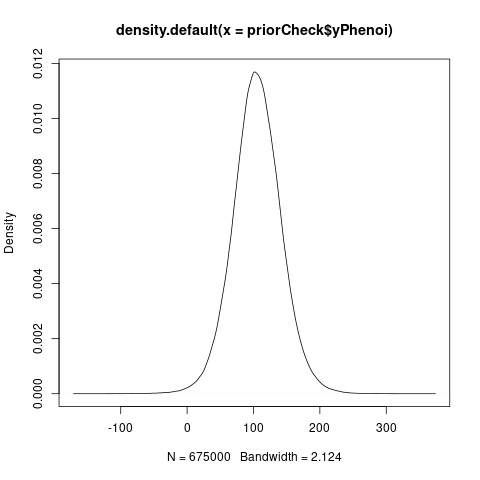 density.default(x = priorCheck$yPhenoi)
Density
0.012
0.010
0.008
0.006
0.004
0.002
0.000
-100 0 100 200 300
N = 675000 Bandwidth = 2.124